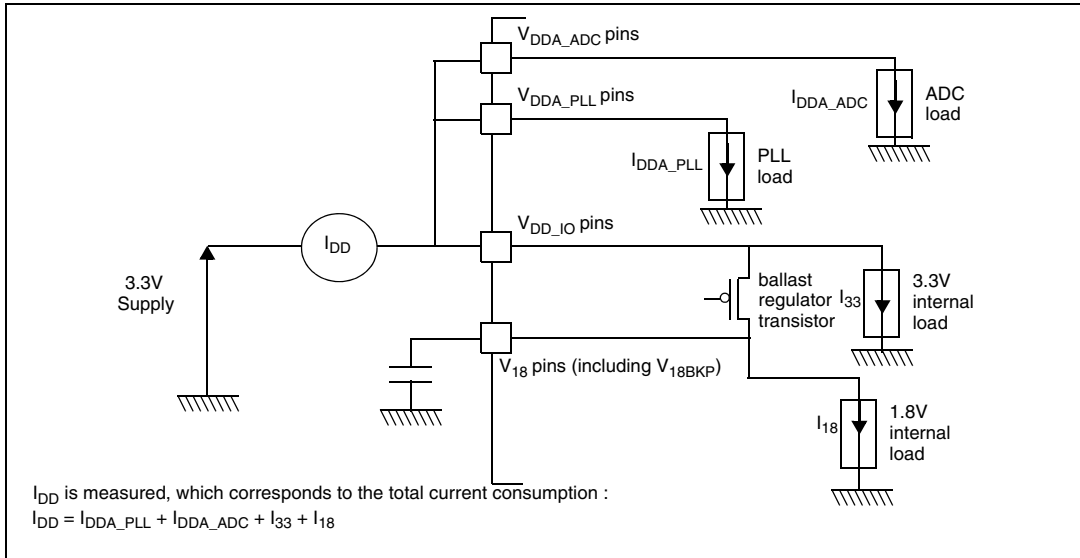 V_DDA_ADC pins
I_DDA_ADC
ADC
load
V_DDA_PLL pins
I_DDA_PLL
PLL
load
V_DD_IO pins
I_DD
3.3V
Supply
ballast
regulator
transistor
I_33
3.3V
internal
load
V_18 pins (including V_18BKP)
I_18
1.8V
internal
load
I_DD is measured, which corresponds to the total current consumption :
I_DD = I_DDA_PLL + I_DDA_ADC + I_33 + I_18